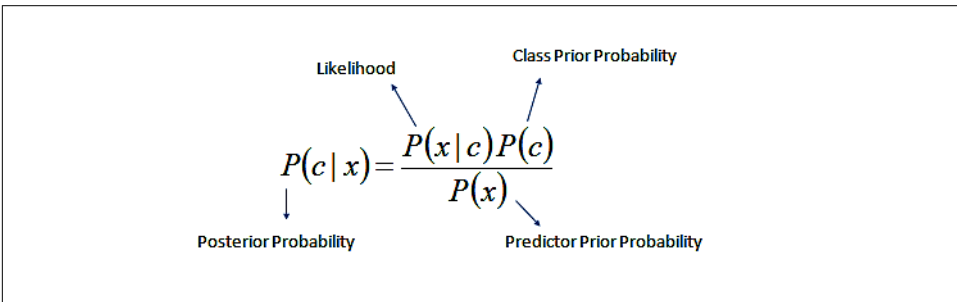 Likelihood
Class Prior Probability
P(c|x)=P(x|c)P(c)
P(x)
Posterior Probability
Predictor Prior Probability